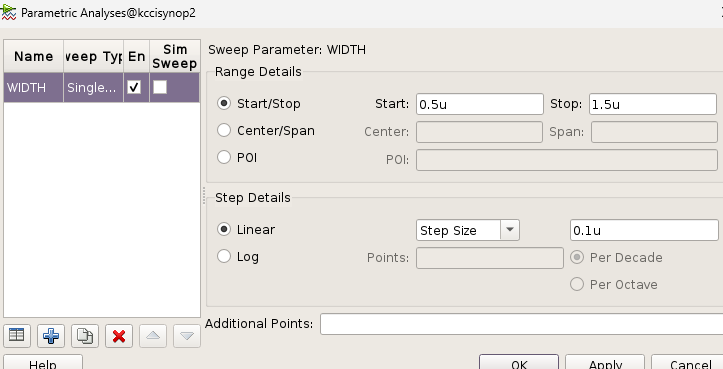 Parametric Analyses@kccisynop2
Name weep Typ En Sim Sweep
WIDTH Single...
Sweep Parameter: WIDTH
Range Details
Start/Stop Start: 0.5u Stop: 1.5u
Center/Span Center: Span:
POI POI:
Step Details
Linear Step Size 0.1u
Log Points: Per Decade
Per Octave
Additional Points:
Help OK Apply Cancel